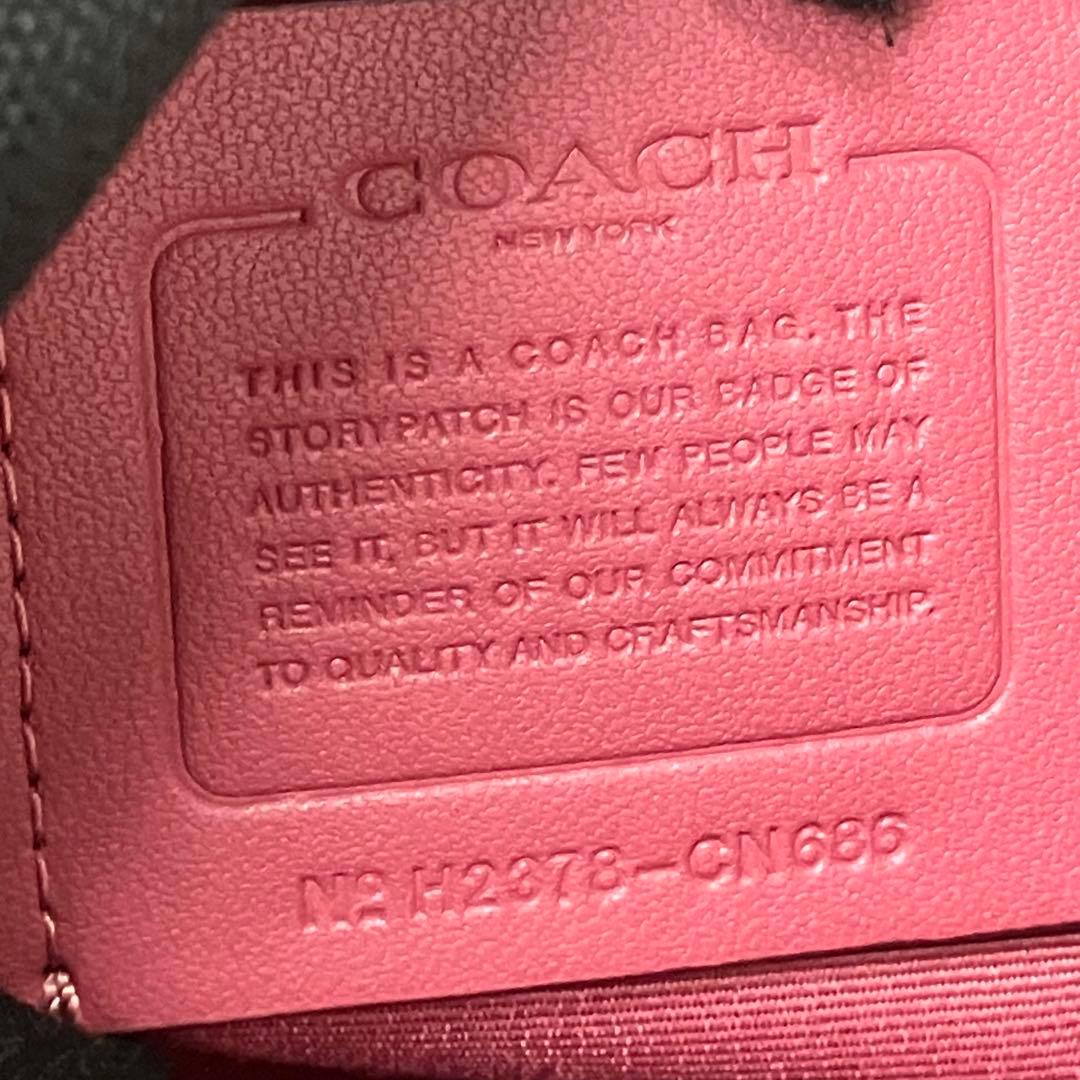 COACH
NEW YORK
THIS IS A COACH BAG. THE
STORYPATCH IS OUR BADGE OF
AUTHENTICITY. FEW PEOPLE MAY
SEE IT, BUT IT WILL ALWAYS BE A
REMINDER OF OUR COMMITMENT
TO QUALITY AND CRAFTSMANSHIP.
Nº H2378-CN686